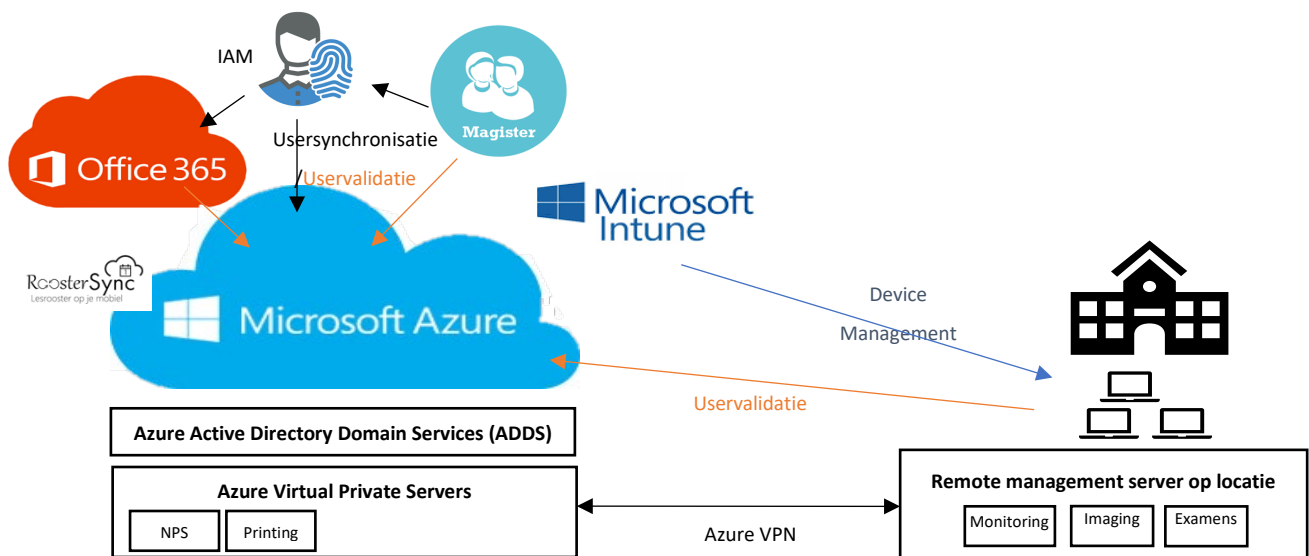 IAM
Magister
Usersynchronisatie
/Uservalidatie
Office 365
Microsoft
Intune
RoosterSync
Lesrooster op je mobiel
Microsoft Azure
Device
Management
Uservalidatie
Azure Active Directory Domain Services (ADDS)
Azure Virtual Private Servers
NPS
Printing
Azure VPN
Remote management server op locatie
Monitoring
Imaging
Examens